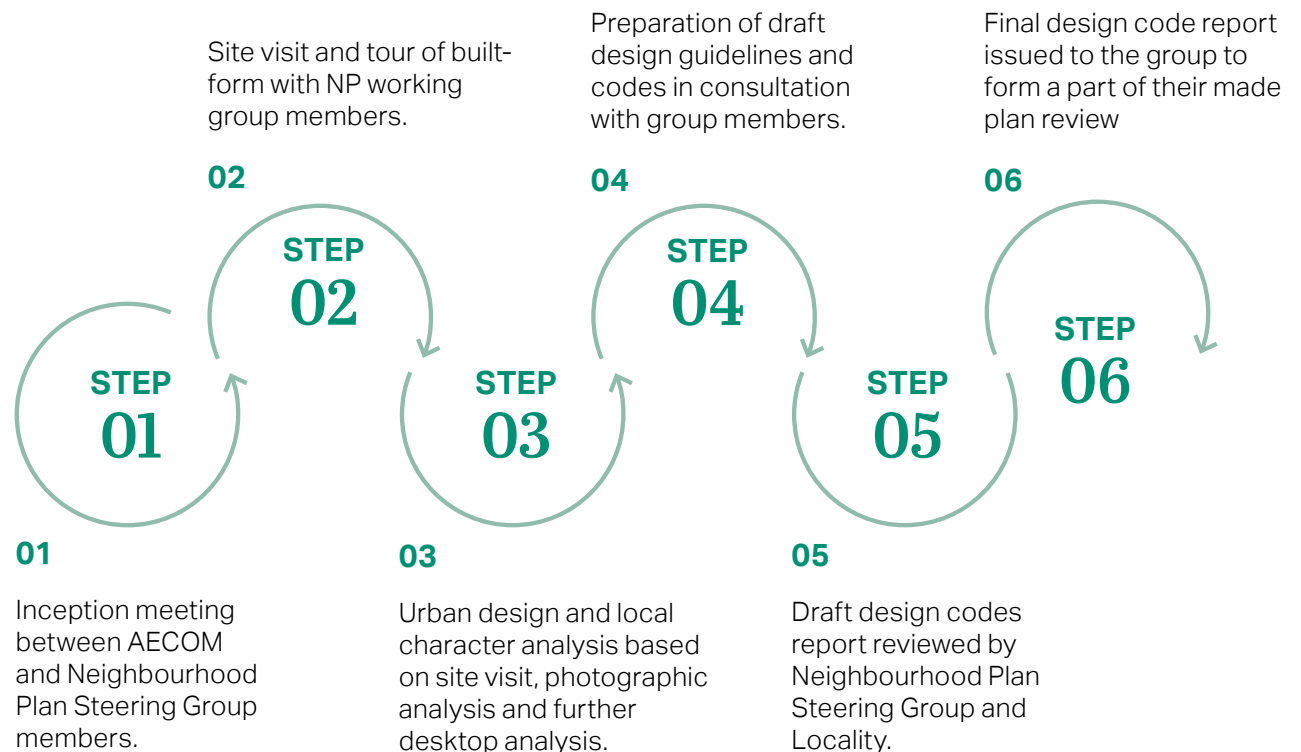 Site visit and tour of built-
form with NP working
group members.
02
Preparation of draft
design guidelines and
codes in consultation
with group members.
04
Final design code report
issued to the group to
form a part of their made
plan review
06
STEP
01
STEP
02
STEP
03
STEP
04
STEP
05
STEP
06
01
Inception meeting
between AECOM
and Neighbourhood
Plan Steering Group
members.
03
Urban design and local
character analysis based
on site visit, photographic
analysis and further
desktop analysis.
05
Draft design codes
report reviewed by
Neighbourhood Plan
Steering Group and
Locality.